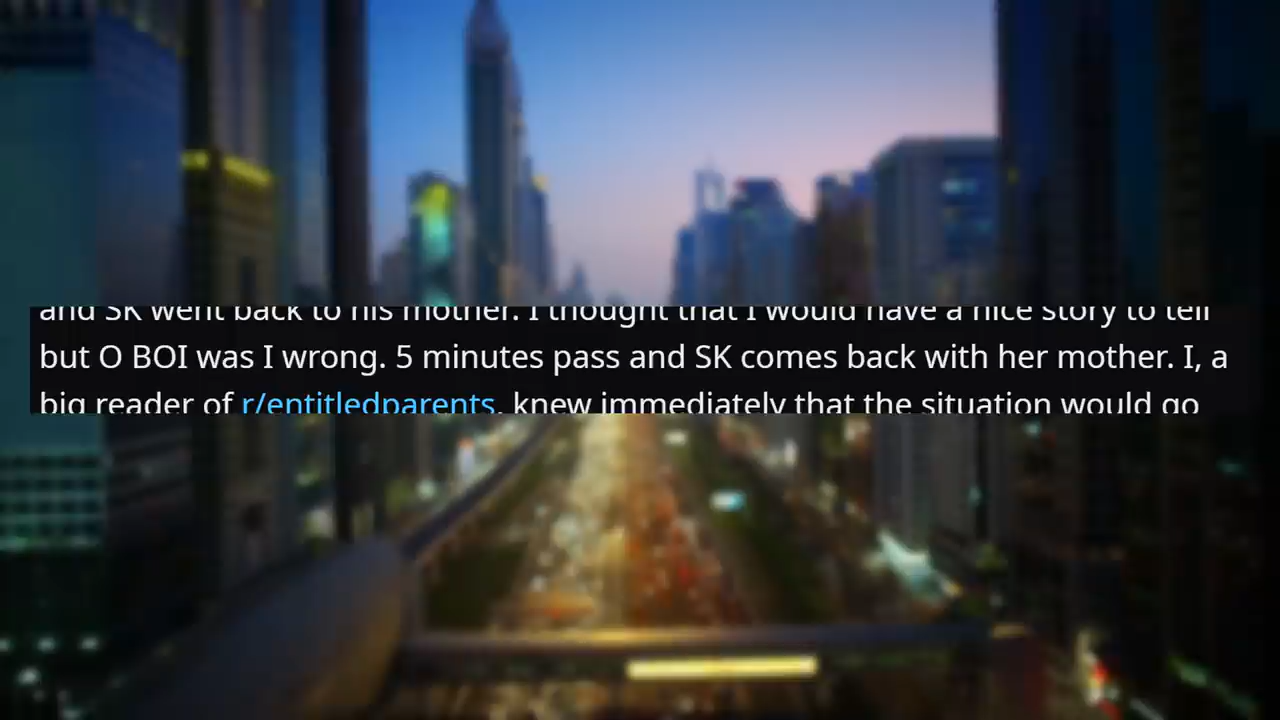 and SK went back to his mother. I thought that I would have a nice story to tell
but O BOI was I wrong. 5 minutes pass and SK comes back with her mother. I, a
big reader of r/entitledparents, knew immediately that the situation would go